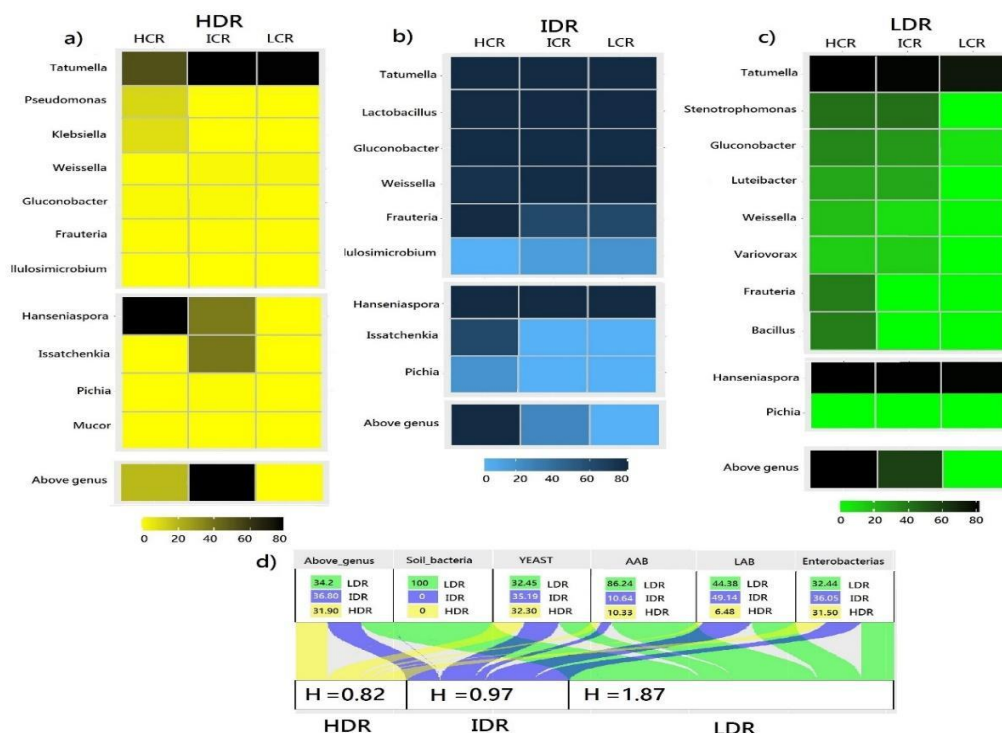 a)
HDR
HCR ICR LCR
Tatumella
Pseudomonas
Klebsiella
Weissella
Gluconobacter
Frauteria
llulosimicrobium
Hanseniaspora
Issatchenkia
Pichia
Mucor
Above genus
0 20 40 60 80
b)
IDR
HCR ICR LCR
Tatumella
Lactobacillus
Gluconobacter
Weissella
Frauteria
lulosimicrobium
Hanseniaspora
Issatchenkia
Pichia
Above genus
0 20 40 60 80
c)
LDR
HCR ICR LCR
Tatumella
Stenotrophomonas
Gluconobacter
Luteibacter
Weissella
Variovorax
Frauteria
Bacillus
Hanseniaspora
Pichia
Above genus
0 20 40 60 80
d)
Above_genus Soil_bacteria YEAST AAB LAB Enterobacterias
34.2 LDR 100 LDR 32.45 LDR 86.24 LDR 44.38 LDR 32.44 LDR
36.80 IDR 0 IDR 35.19 IDR 10.64 IDR 49.14 IDR 36.05 IDR
31.90 HDR 0 HDR 32.30 HDR 10.33 HDR 6.48 HDR 31.50 HDR
H =0.82 H =0.97 H =1.87
HDR IDR LDR